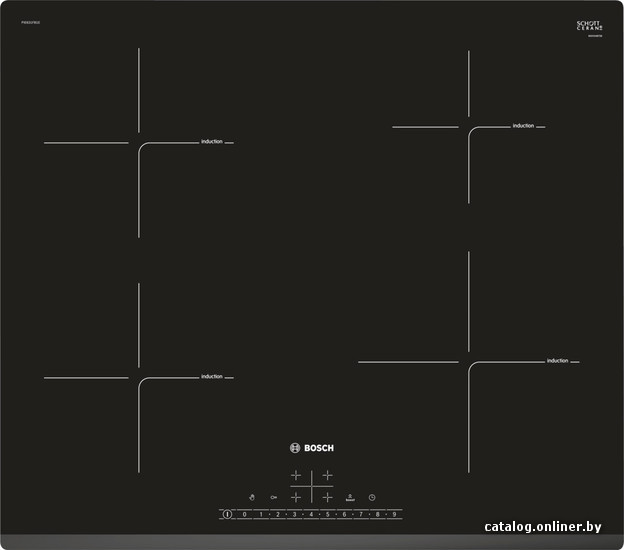 SCHOTT
CERAN
induction
induction
induction
induction
BOSCH
0 1 2 3 4 5 6 7 8 9
catalog.onliner.by